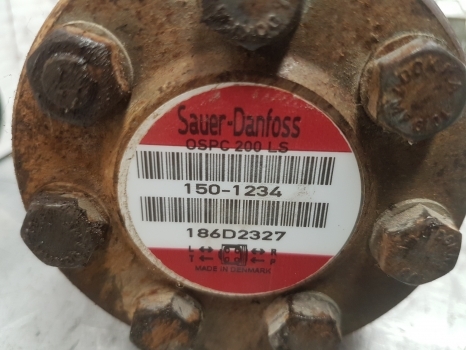 Sauer-Danfoss
OSPC 200 LS
150-1234
186D2327
L R
T P
MADE IN DENMARK